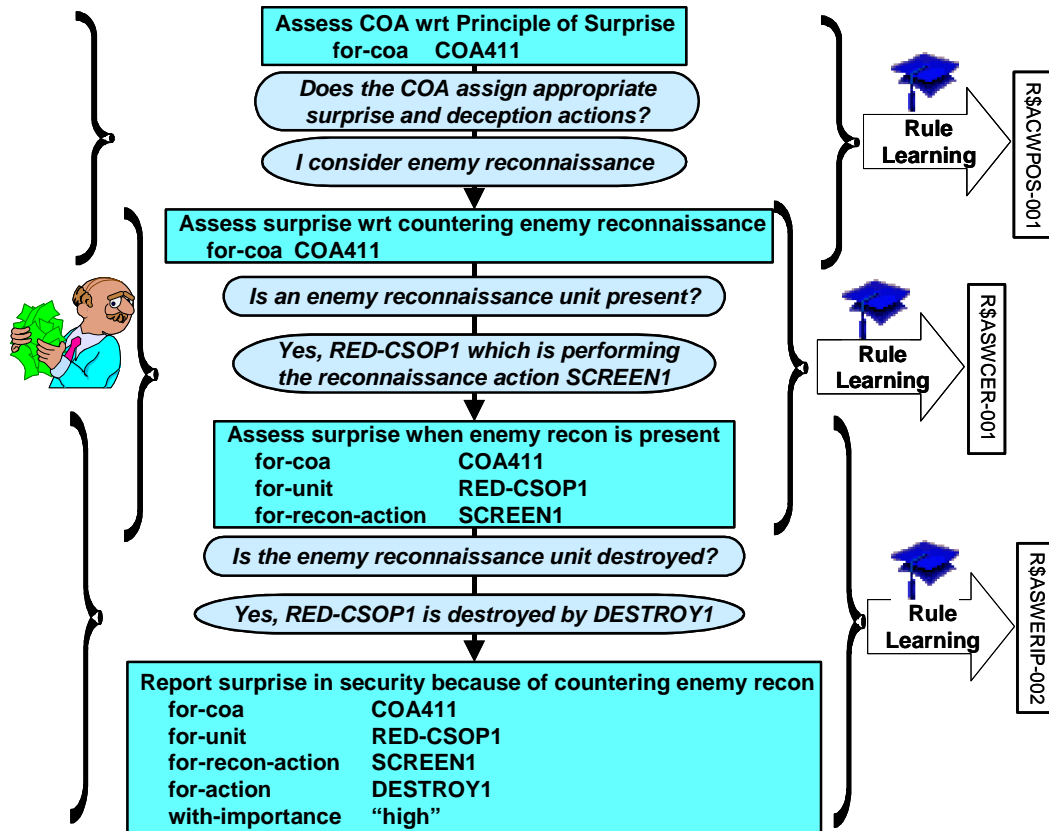 Assess COA wrt Principle of Surprise
for-coa COA411
Does the COA assign appropriate
surprise and deception actions?
I consider enemy reconnaissance
Rule
Learning
R$ACWPOS-001
Assess surprise wrt countering enemy reconnaissance
for-coa COA411
Is an enemy reconnaissance unit present?
Yes, RED-CSOP1 which is performing
the reconnaissance action SCREEN1
Rule
Learning
R$ASWCER-001
Assess surprise when enemy recon is present
for-coa COA411
for-unit RED-CSOP1
for-recon-action SCREEN1
Is the enemy reconnaissance unit destroyed?
Yes, RED-CSOP1 is destroyed by DESTROY1
Rule
Learning
R$ASWERIP-002
Report surprise in security because of countering enemy recon
for-coa COA411
for-unit RED-CSOP1
for-recon-action SCREEN1
for-action DESTROY1
with-importance “high”